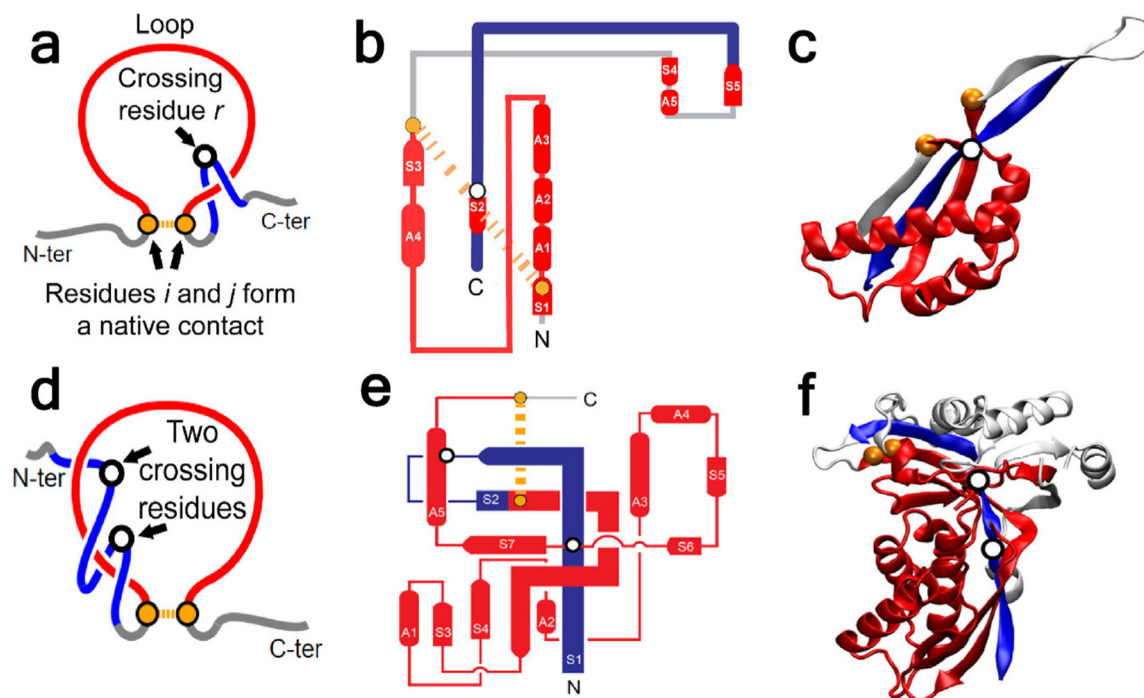 a
Loop
Crossing
residue r
N-ter
C-ter
Residues i and j form
a native contact
b
S4
A5
S5
S3
A4
S2
A3
A2
A1
S1
C
N
c
d
Two
crossing
residues
N-ter
C-ter
e
C
A4
A5
S2
A3
S5
S7
S6
A1
S3
S4
A2
S1
N
f